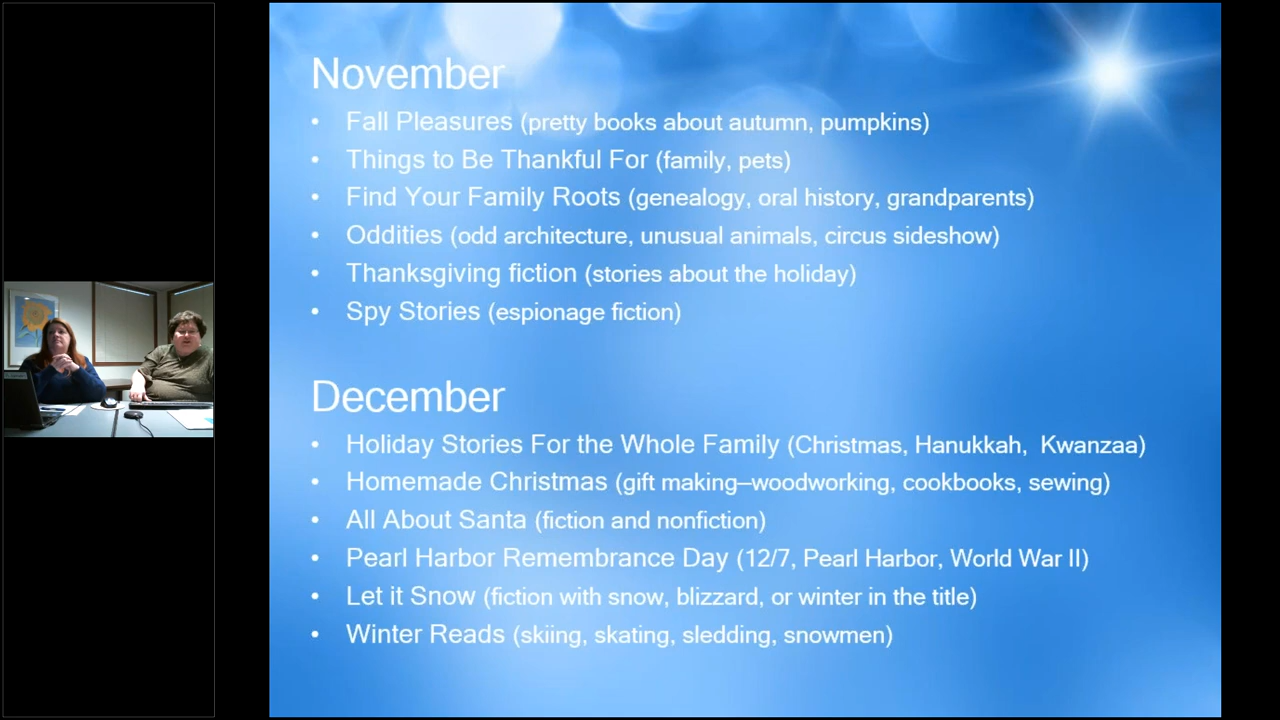 November
• Fall Pleasures (pretty books about autumn, pumpkins)
• Things to Be Thankful For (family, pets)
• Find Your Family Roots (genealogy, oral history, grandparents)
• Oddities (odd architecture, unusual animals, circus sideshow)
• Thanksgiving fiction (stories about the holiday)
• Spy Stories (espionage fiction)
December
• Holiday Stories For the Whole Family (Christmas, Hanukkah,  Kwanzaa)
• Homemade Christmas (gift making—woodworking, cookbooks, sewing)
• All About Santa (fiction and nonfiction)
• Pearl Harbor Remembrance Day (12/7, Pearl Harbor, World War II)
• Let it Snow (fiction with snow, blizzard, or winter in the title)
• Winter Reads (skiing, skating, sledding, snowmen)